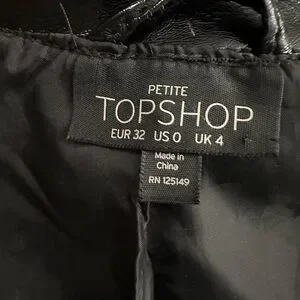 PETITE
TOPSHOP
EUR 32 US 0 UK 4
Made in
China
RN 125149